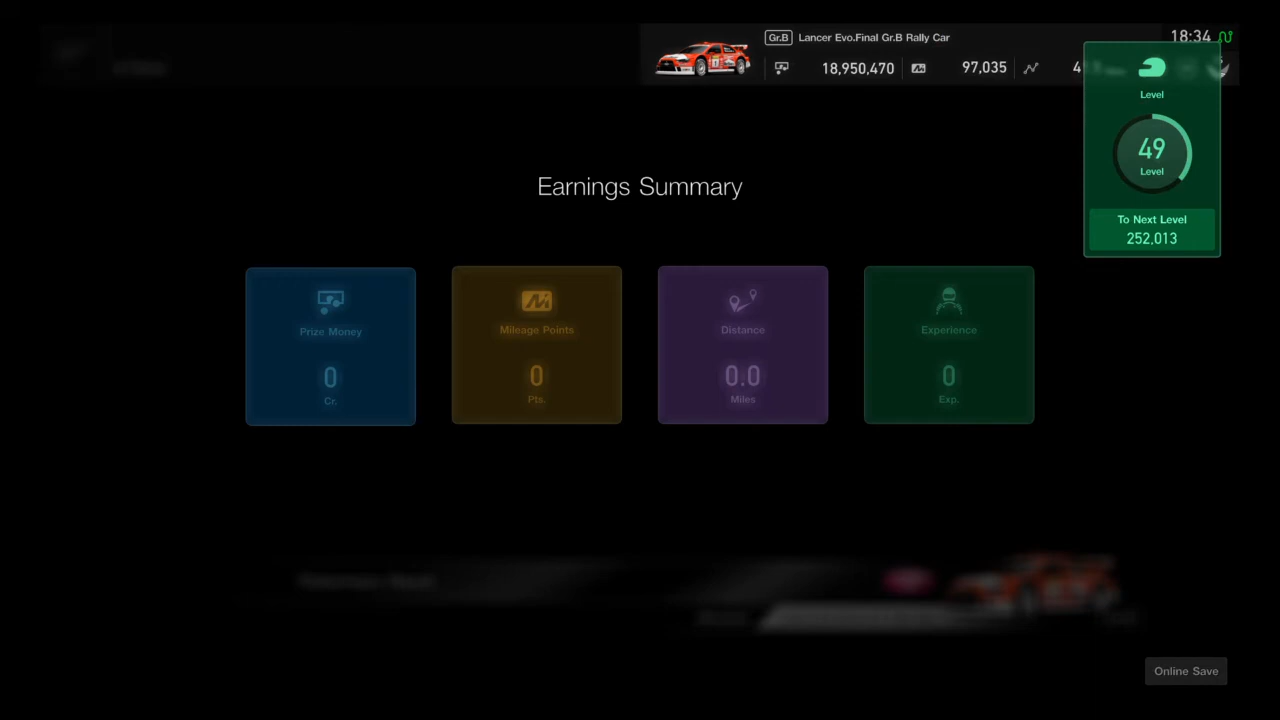 Gr.B Lancer Evo.Final Gr.B Rally Car
18:34
18,950,470
97,035
4
Level
49
Level
To Next Level
252,013
Earnings Summary
Prize Money
0
Cr.
Mileage Points
0
Pts.
Distance
0.0
Miles
Experience
0
Exp.
Online Save